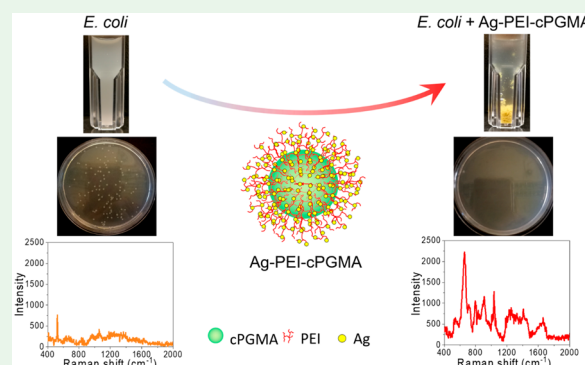 E. coli
E. coli + Ag-PEI-cPGMA
Ag-PEI-cPGMA
2500
2000
1500
1000
500
0
Intensity
400 800 1200 1600 2000
Raman shift (cm⁻¹)
cPGMA PEI Ag
2500
2000
1500
1000
500
0
Intensity
400 800 1200 1600 2000
Raman shift (cm⁻¹)